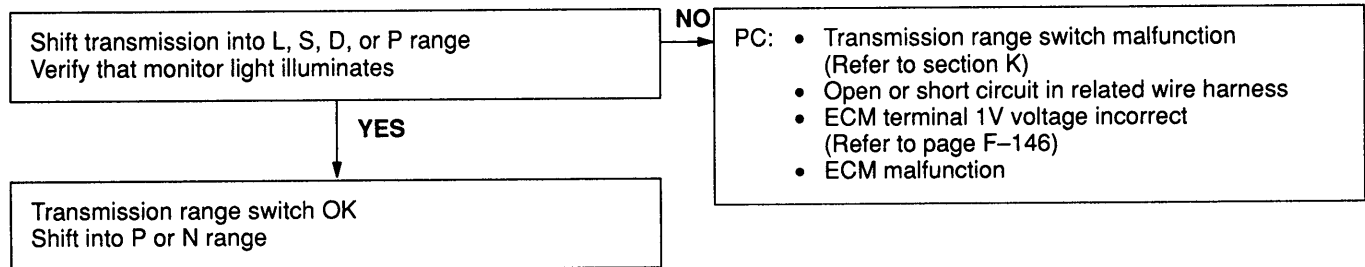 Shift transmission into L, S, D, or P range
Verify that monitor light illuminates
NO
PC: • Transmission range switch malfunction
(Refer to section K)
• Open or short circuit in related wire harness
• ECM terminal 1V voltage incorrect
(Refer to page F–146)
• ECM malfunction
YES
Transmission range switch OK
Shift into P or N range